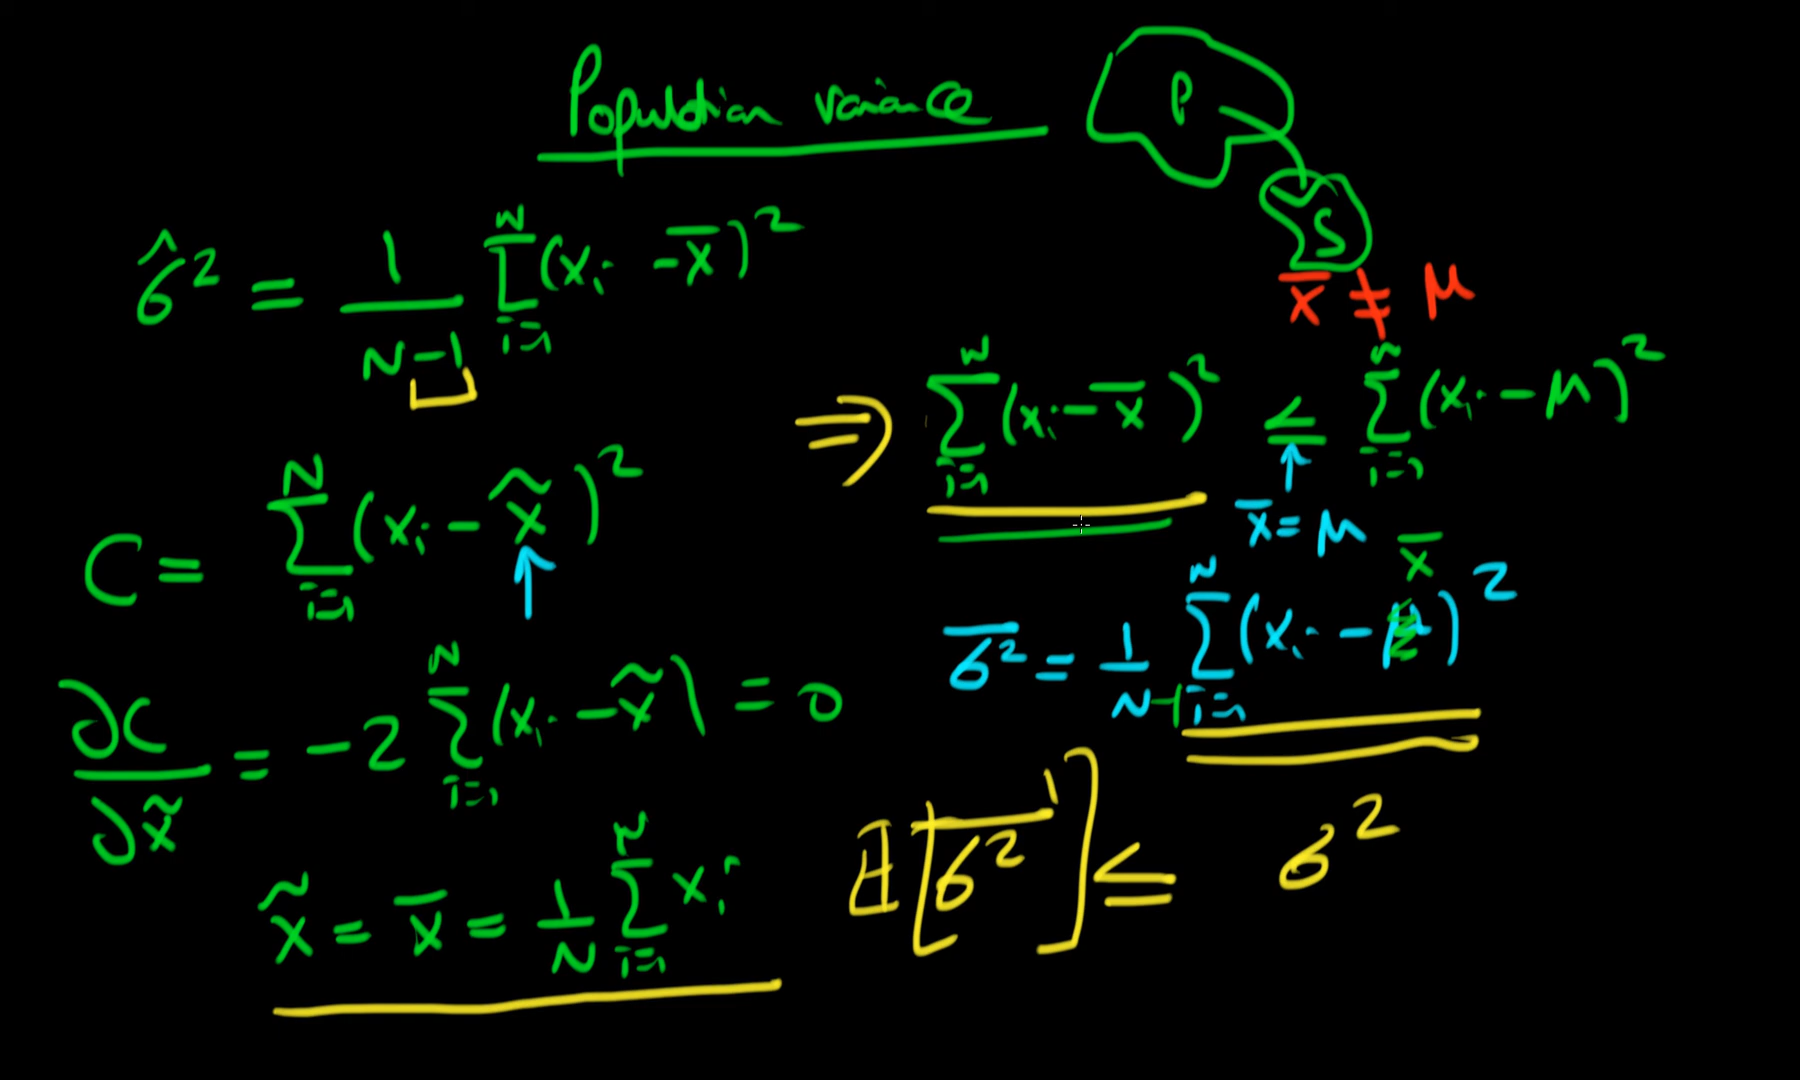 Population variance
P
S
x̄ ≠ μ
σ̂² = 1/(N-1) Σ_{i=1}^{N} (xᵢ - x̄)²
⇒ Σ_{i=1}^{N} (xᵢ - x̄)² ≤ Σ_{i=1}^{N} (xᵢ - μ)²
↑
x̄ = μ
C = Σ_{i=1}^{N} (xᵢ - x̃)²
↑
x̄
σ̄² = 1/(N-1) Σ_{i=1}^{N} (xᵢ - μ)²
∂C/∂x̃ = -2 Σ_{i=1}^{N} (xᵢ - x̃) = 0
x̃ = x̄ = 1/N Σ_{i=1}^{N} xᵢ
E[σ̄²'] ≤ σ²